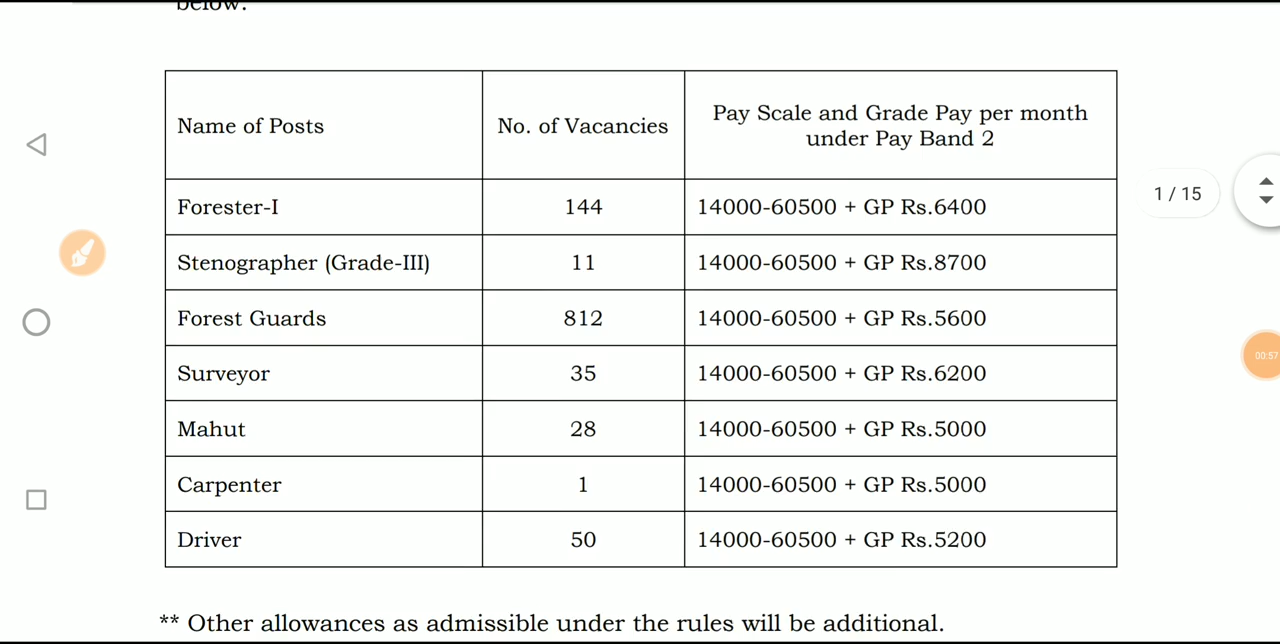 below:
Name of Posts No. of Vacancies Pay Scale and Grade Pay per month
under Pay Band 2
Forester-I 144 14000-60500 + GP Rs.6400
Stenographer (Grade-III) 11 14000-60500 + GP Rs.8700
Forest Guards 812 14000-60500 + GP Rs.5600
Surveyor 35 14000-60500 + GP Rs.6200
Mahut 28 14000-60500 + GP Rs.5000
Carpenter 1 14000-60500 + GP Rs.5000
Driver 50 14000-60500 + GP Rs.5200
** Other allowances as admissible under the rules will be additional.
1 / 15
00:57